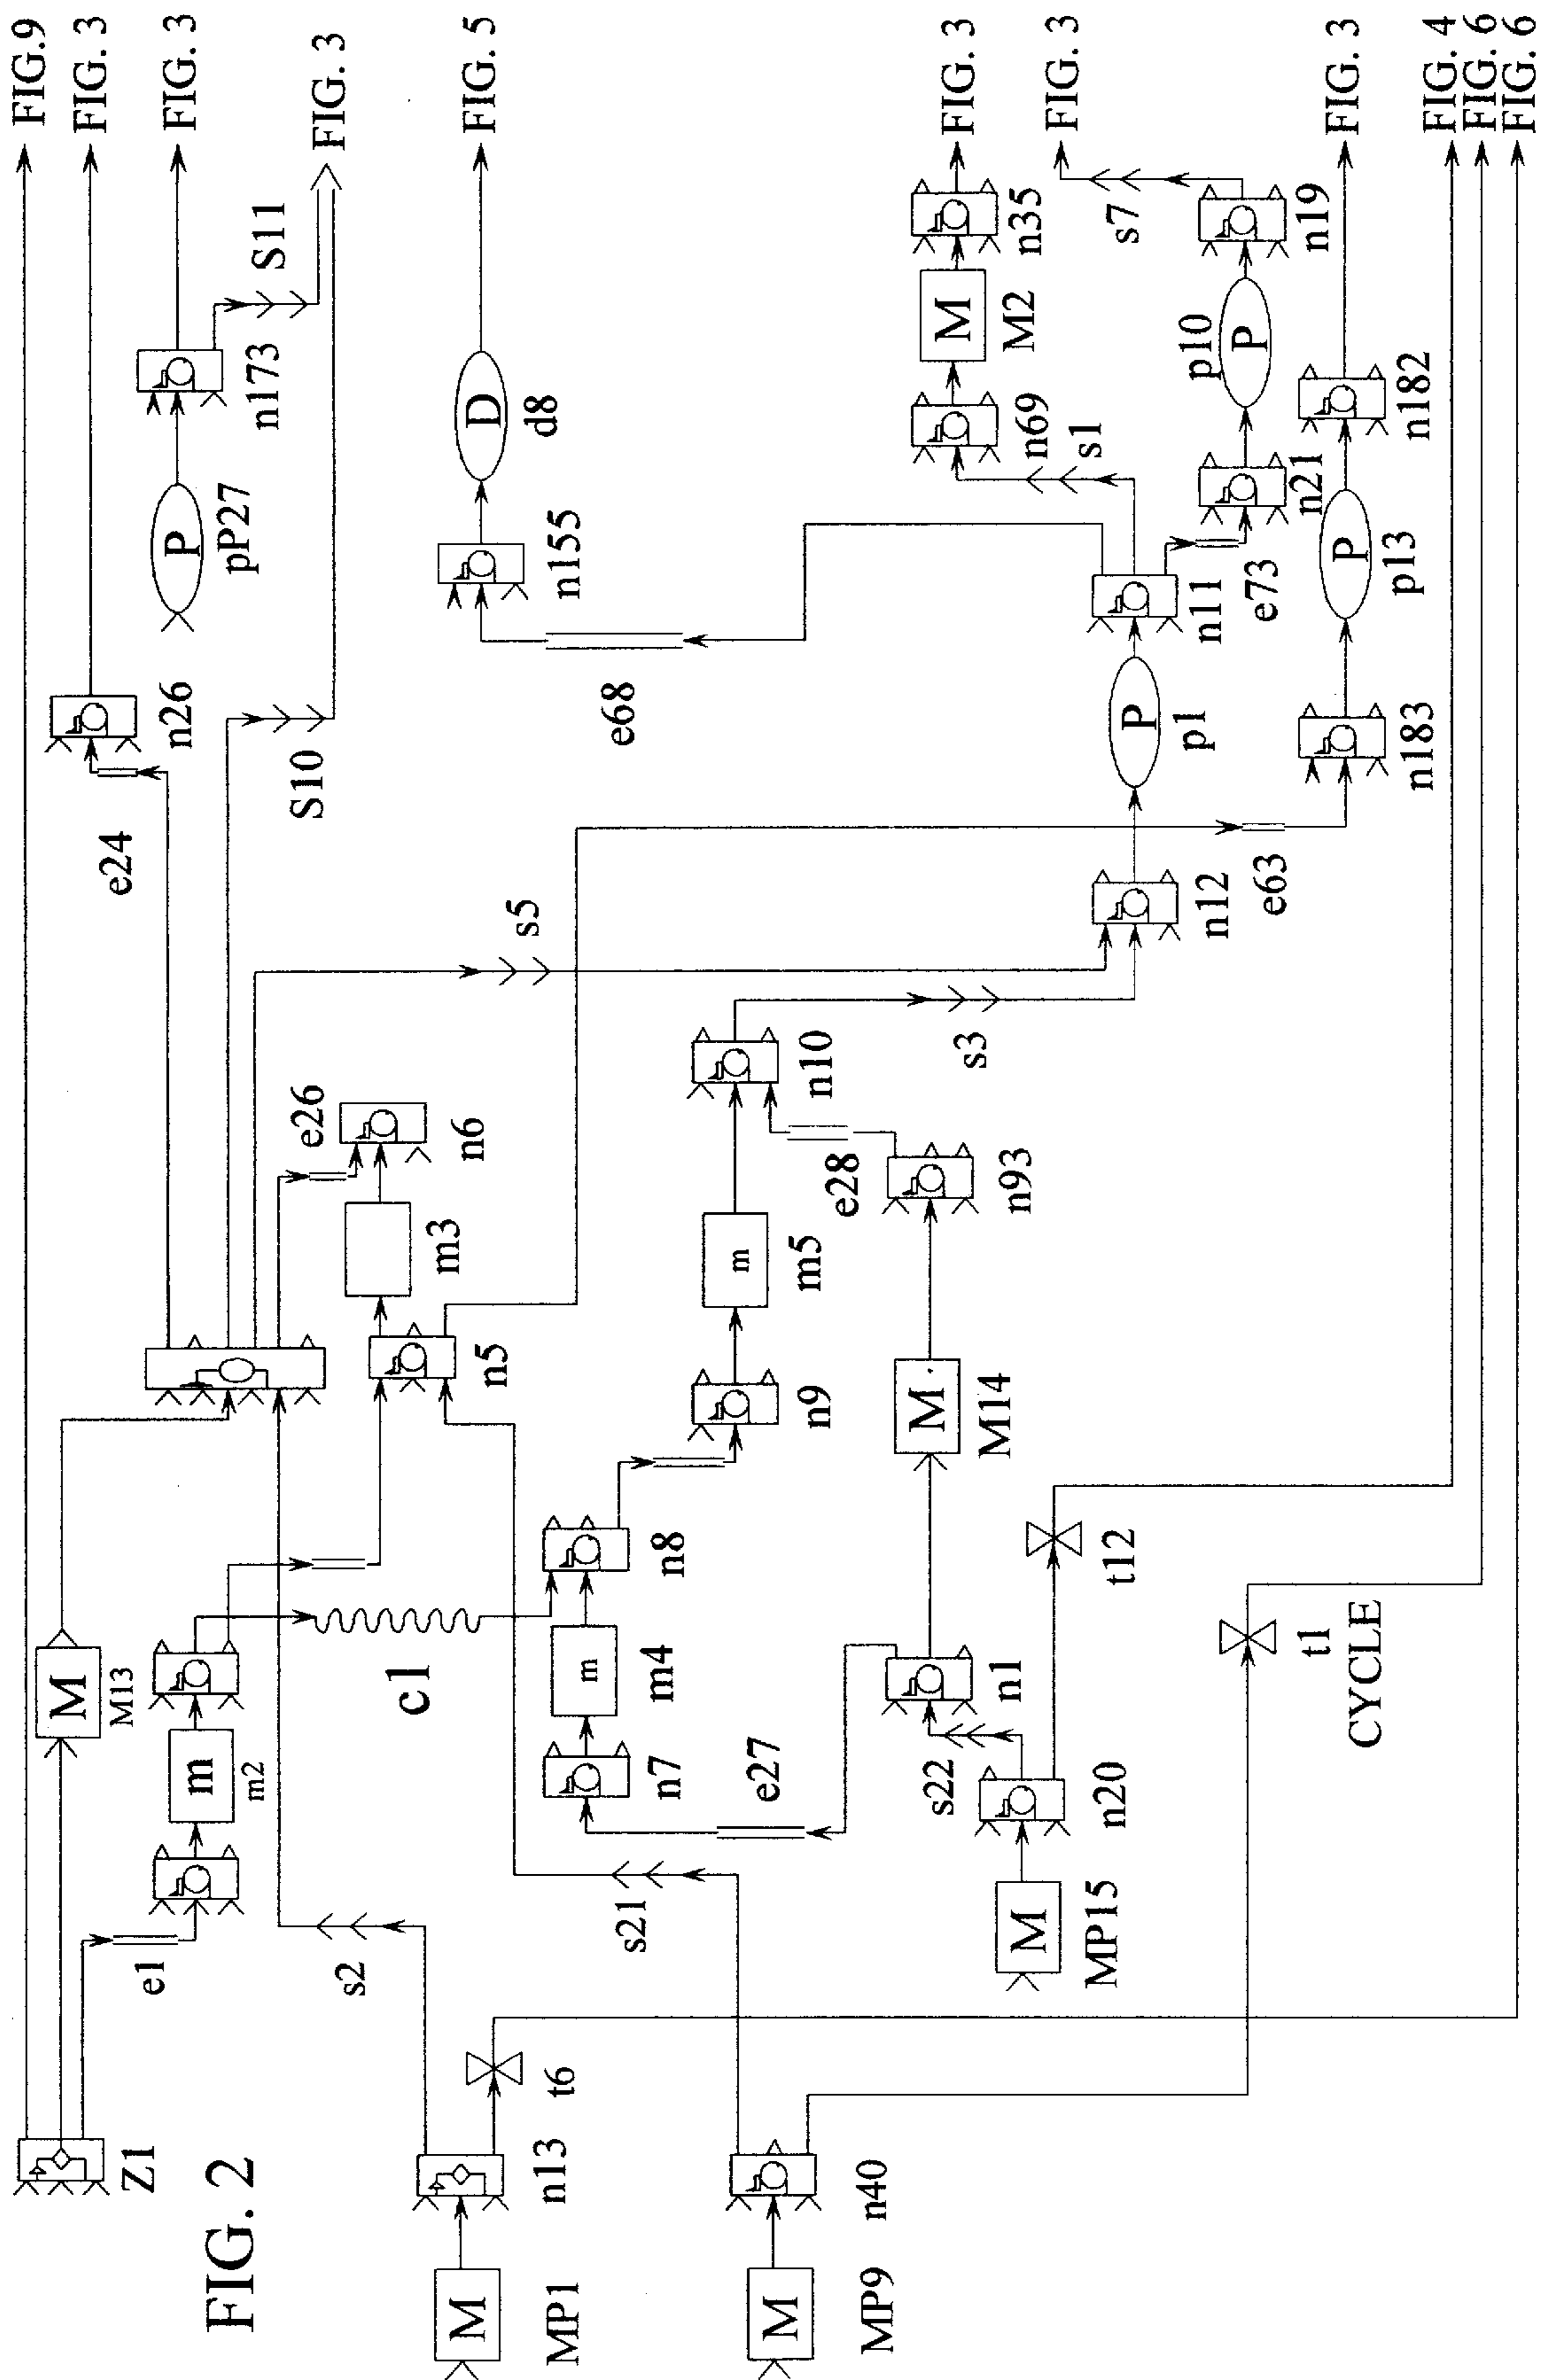 FIG. 2
FIG.9
FIG. 3
FIG. 3
FIG. 3
FIG. 5
FIG. 3
FIG. 3
FIG. 3
FIG. 4
FIG. 6
FIG. 6
Z1
M
M13
e1
m
m2
e24
n26
P
pP27
n173
S11
S10
s2
c1
m3
e26
n6
n5
s5
M
MP1
n13
t6
n7
m
m4
n8
n9
m
m5
n10
s3
e68
n155
D
d8
M
MP9
n40
s21
e27
n1
M
M14
n93
e28
M
MP15
n20
s22
t12
t1
CYCLE
n12
P
p1
n11
s1
n69
M
M2
n35
e73
n21
P
p10
n19
s7
e63
n183
P
p13
n182